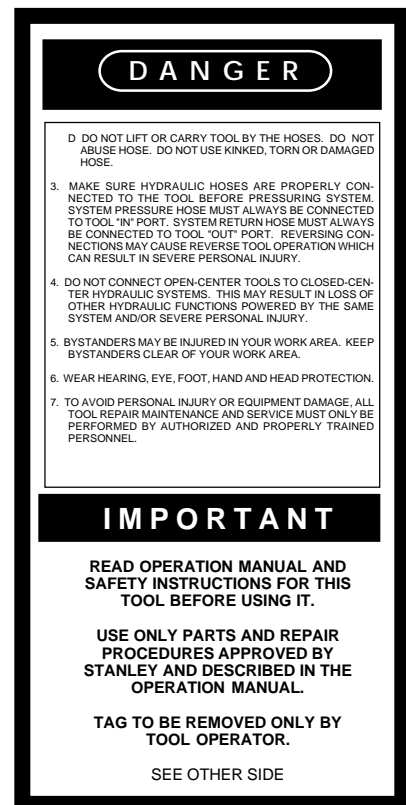 DANGER
D DO NOT LIFT OR CARRY TOOL BY THE HOSES. DO NOT
ABUSE HOSE. DO NOT USE KINKED, TORN OR DAMAGED
HOSE.
3. MAKE SURE HYDRAULIC HOSES ARE PROPERLY CON-
NECTED TO THE TOOL BEFORE PRESSURING SYSTEM.
SYSTEM PRESSURE HOSE MUST ALWAYS BE CONNECTED
TO TOOL "IN" PORT. SYSTEM RETURN HOSE MUST ALWAYS
BE CONNECTED TO TOOL "OUT" PORT. REVERSING CON-
NECTIONS MAY CAUSE REVERSE TOOL OPERATION WHICH
CAN RESULT IN SEVERE PERSONAL INJURY.
4. DO NOT CONNECT OPEN-CENTER TOOLS TO CLOSED-CEN-
TER HYDRAULIC SYSTEMS. THIS MAY RESULT IN LOSS OF
OTHER HYDRAULIC FUNCTIONS POWERED BY THE SAME
SYSTEM AND/OR SEVERE PERSONAL INJURY.
5. BYSTANDERS MAY BE INJURED IN YOUR WORK AREA. KEEP
BYSTANDERS CLEAR OF YOUR WORK AREA.
6. WEAR HEARING, EYE, FOOT, HAND AND HEAD PROTECTION.
7. TO AVOID PERSONAL INJURY OR EQUIPMENT DAMAGE, ALL
TOOL REPAIR MAINTENANCE AND SERVICE MUST ONLY BE
PERFORMED BY AUTHORIZED AND PROPERLY TRAINED
PERSONNEL.
IMPORTANT
READ OPERATION MANUAL AND
SAFETY INSTRUCTIONS FOR THIS
TOOL BEFORE USING IT.
USE ONLY PARTS AND REPAIR
PROCEDURES APPROVED BY
STANLEY AND DESCRIBED IN THE
OPERATION MANUAL.
TAG TO BE REMOVED ONLY BY
TOOL OPERATOR.
SEE OTHER SIDE